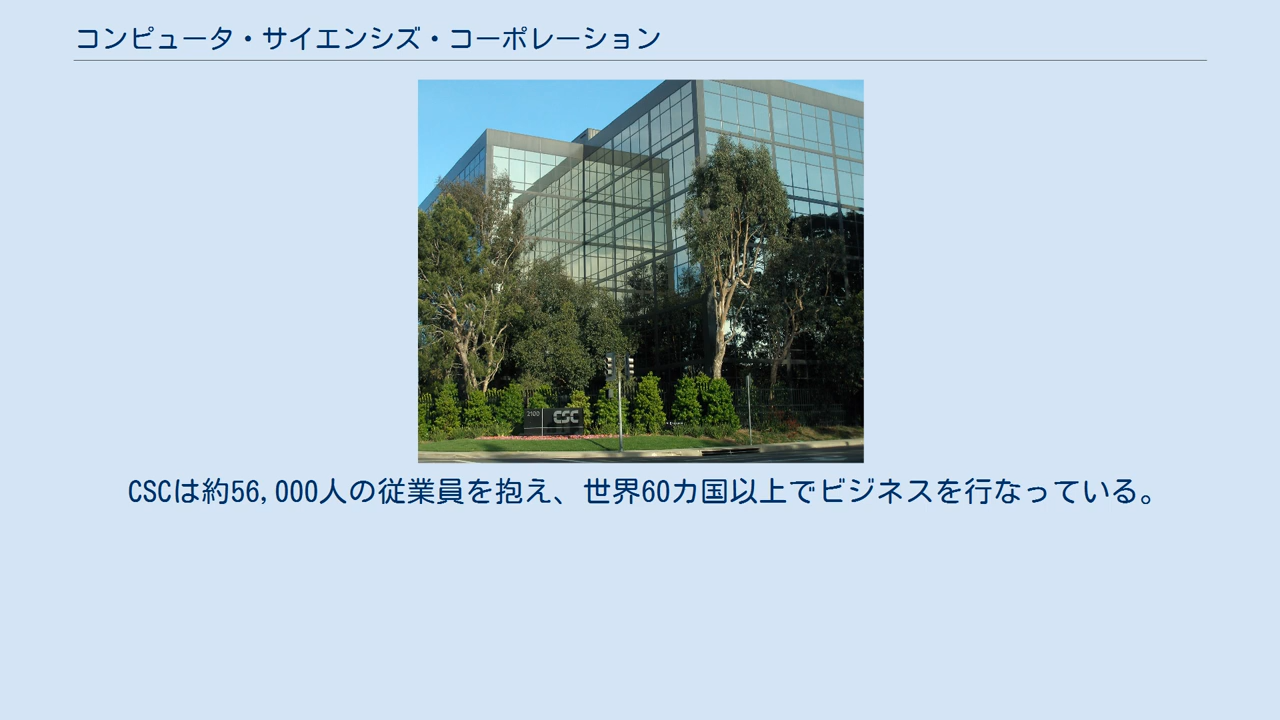 コンピュータ・サイエンシズ・コーポレーション
2100 CSC
CSCは約56,000人の従業員を抱え、世界60カ国以上でビジネスを行なっている。